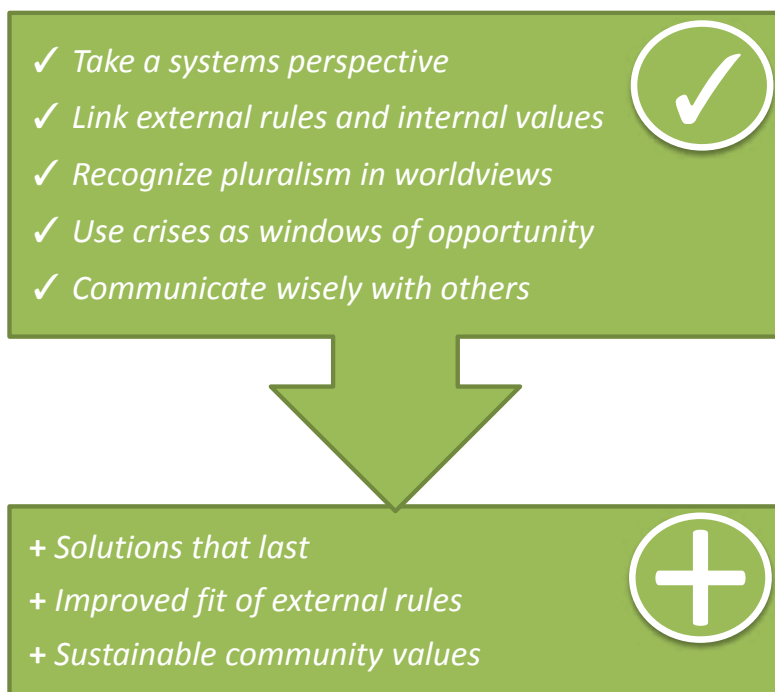 ✓ Take a systems perspective
✓ Link external rules and internal values
✓ Recognize pluralism in worldviews
✓ Use crises as windows of opportunity
✓ Communicate wisely with others
+ Solutions that last
+ Improved fit of external rules
+ Sustainable community values